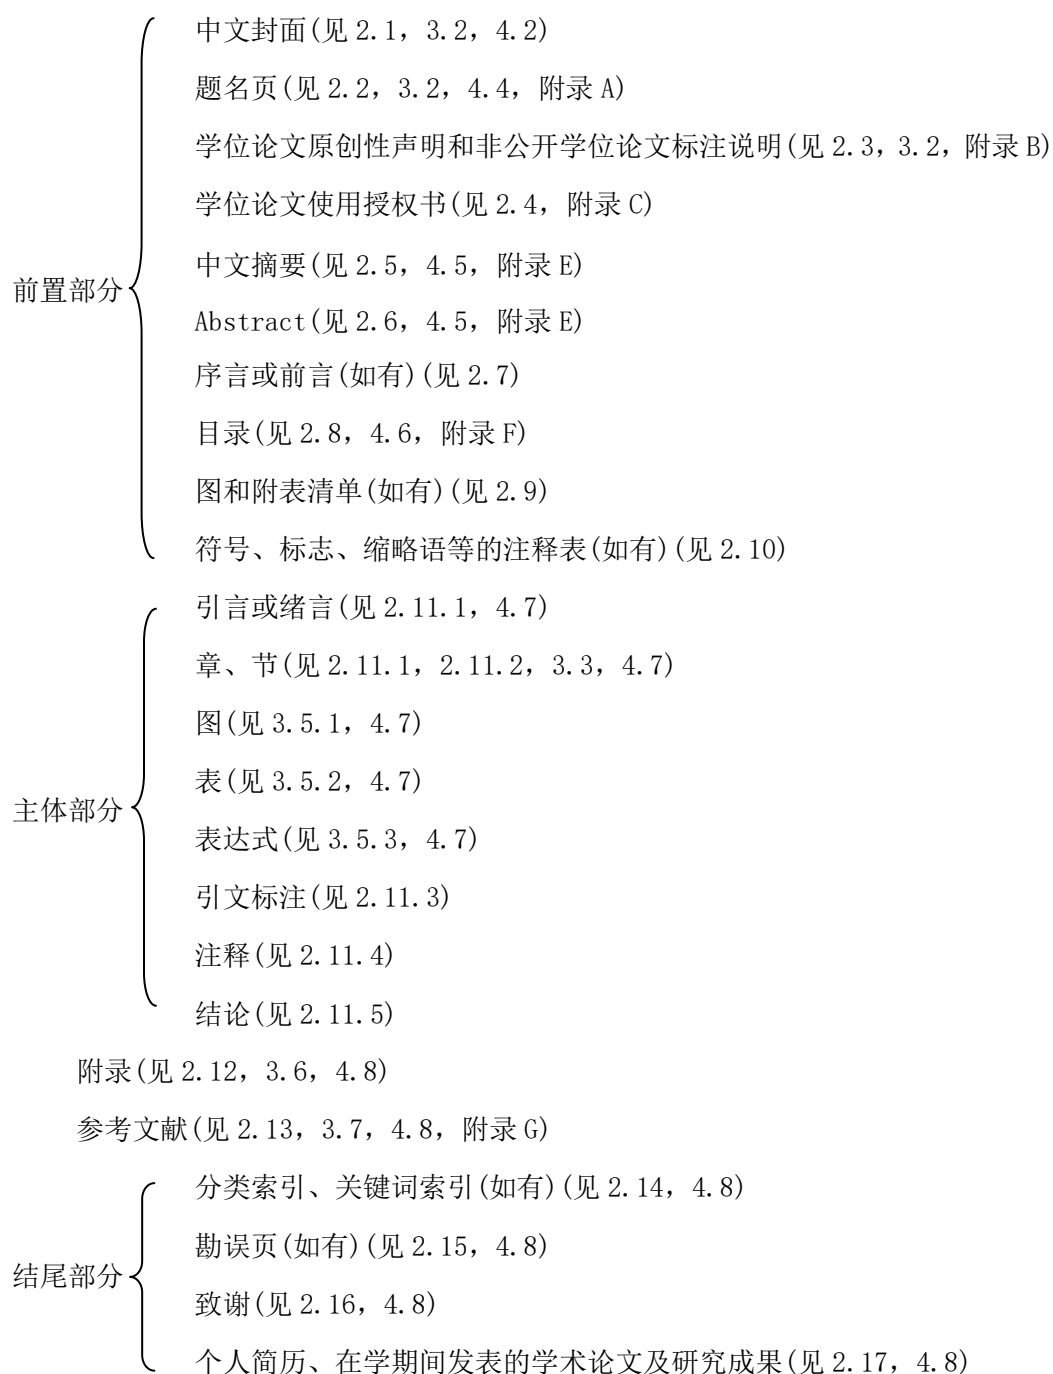 中文封面(见 2.1，3.2，4.2)
题名页(见 2.2，3.2，4.4，附录 A)
学位论文原创性声明和非公开学位论文标注说明(见 2.3，3.2，附录 B)
学位论文使用授权书(见 2.4，附录 C)
中文摘要(见 2.5，4.5，附录 E)
前置部分
Abstract(见 2.6，4.5，附录 E)
序言或前言(如有)(见 2.7)
目录(见 2.8，4.6，附录 F)
图和附表清单(如有)(见 2.9)
符号、标志、缩略语等的注释表(如有)(见 2.10)
引言或绪言(见 2.11.1，4.7)
章、节(见 2.11.1，2.11.2，3.3，4.7)
图(见 3.5.1，4.7)
表(见 3.5.2，4.7)
主体部分
表达式(见 3.5.3，4.7)
引文标注(见 2.11.3)
注释(见 2.11.4)
结论(见 2.11.5)
附录(见 2.12，3.6，4.8)
参考文献(见 2.13，3.7，4.8，附录 G)
分类索引、关键词索引(如有)(见 2.14，4.8)
勘误页(如有)(见 2.15，4.8)
结尾部分
致谢(见 2.16，4.8)
个人简历、在学期间发表的学术论文及研究成果(见 2.17，4.8)